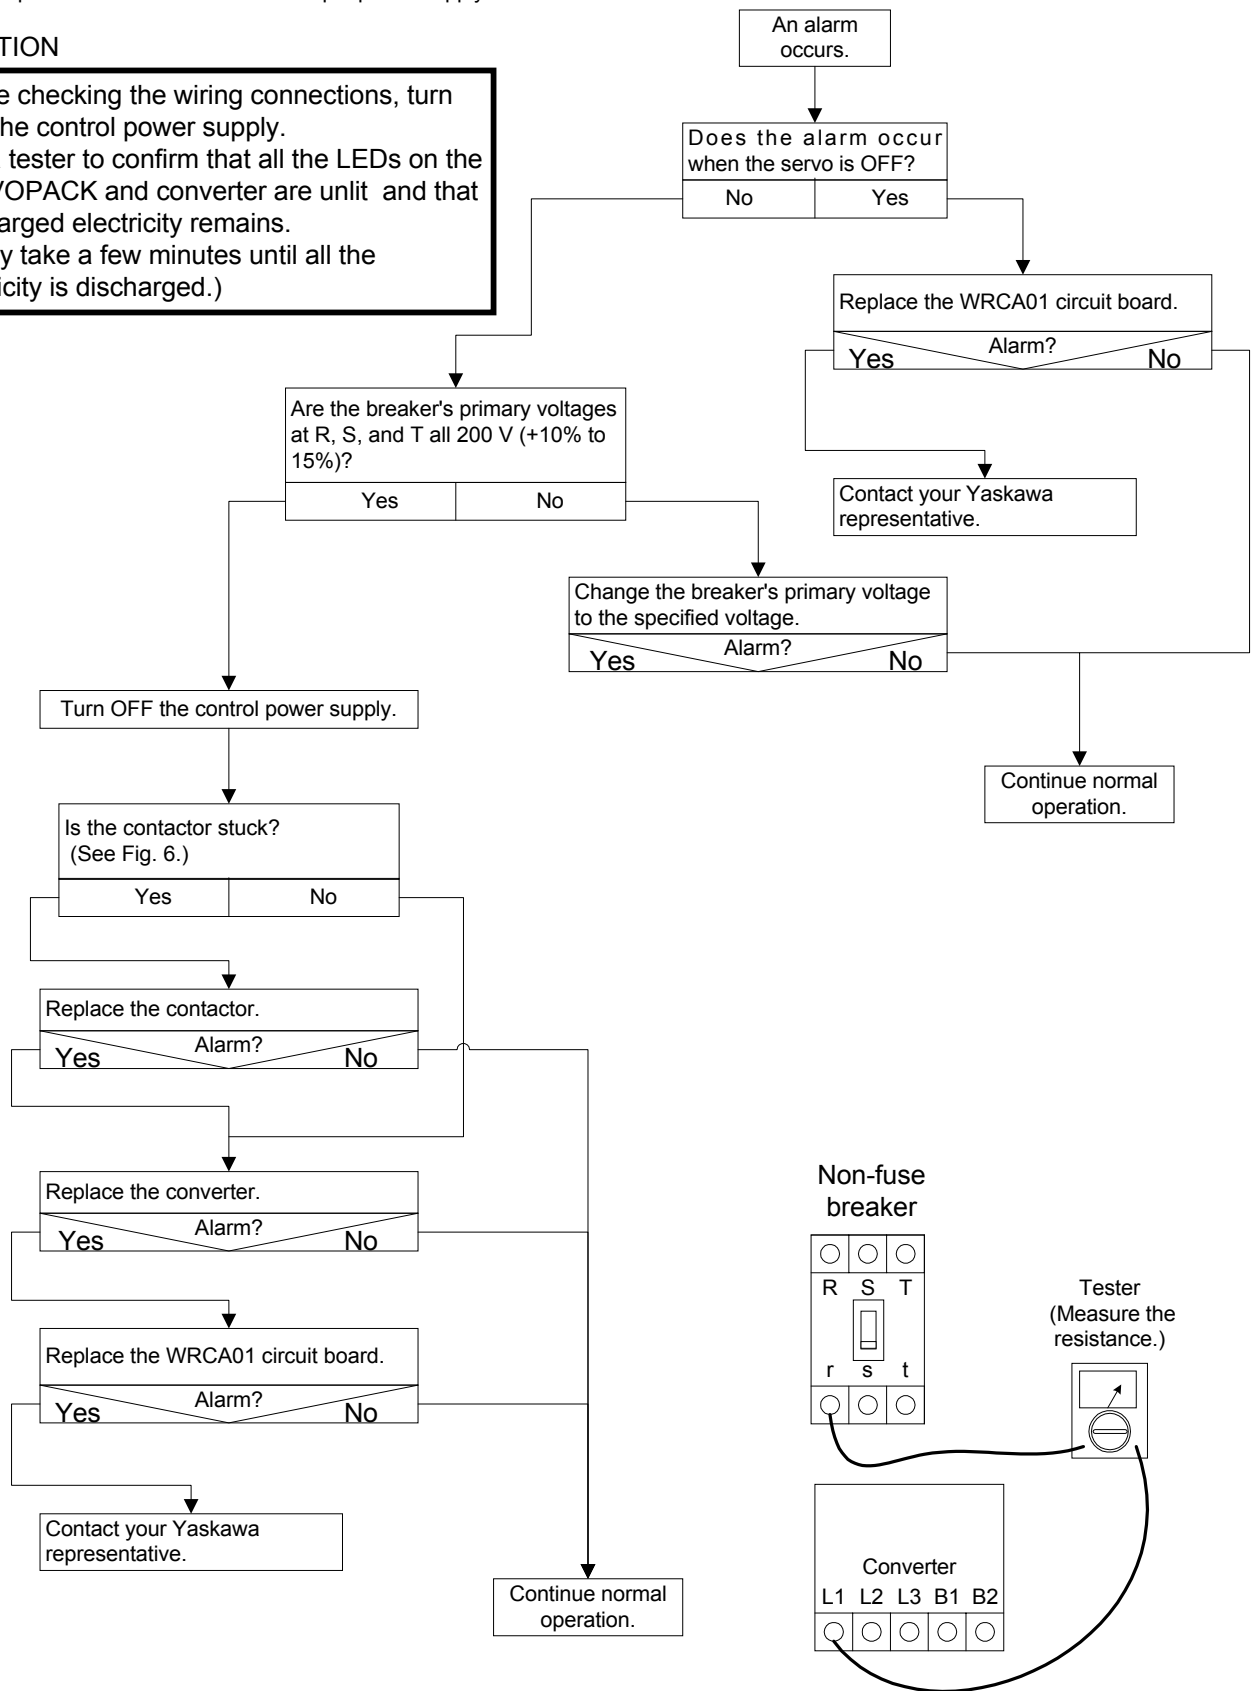 An alarm
occurs.
TION
e checking the wiring connections, turn
he control power supply.
tester to confirm that all the LEDs on the
VOPACK and converter are unlit and that
arged electricity remains.
y take a few minutes until all the
icity is discharged.)
Does the alarm occur
when the servo is OFF?
No Yes
Replace the WRCA01 circuit board.
Alarm?
Yes No
Are the breaker's primary voltages
at R, S, and T all 200 V (+10% to
15%)?
Yes No
Contact your Yaskawa
representative.
Change the breaker's primary voltage
to the specified voltage.
Alarm?
Yes No
Turn OFF the control power supply.
Continue normal
operation.
Is the contactor stuck?
(See Fig. 6.)
Yes No
Replace the contactor.
Alarm?
Yes No
Replace the converter.
Alarm?
Yes No
Replace the WRCA01 circuit board.
Alarm?
Yes No
Contact your Yaskawa
representative.
Continue normal
operation.
Non-fuse
breaker
R S T
r s t
Tester
(Measure the
resistance.)
Converter
L1 L2 L3 B1 B2